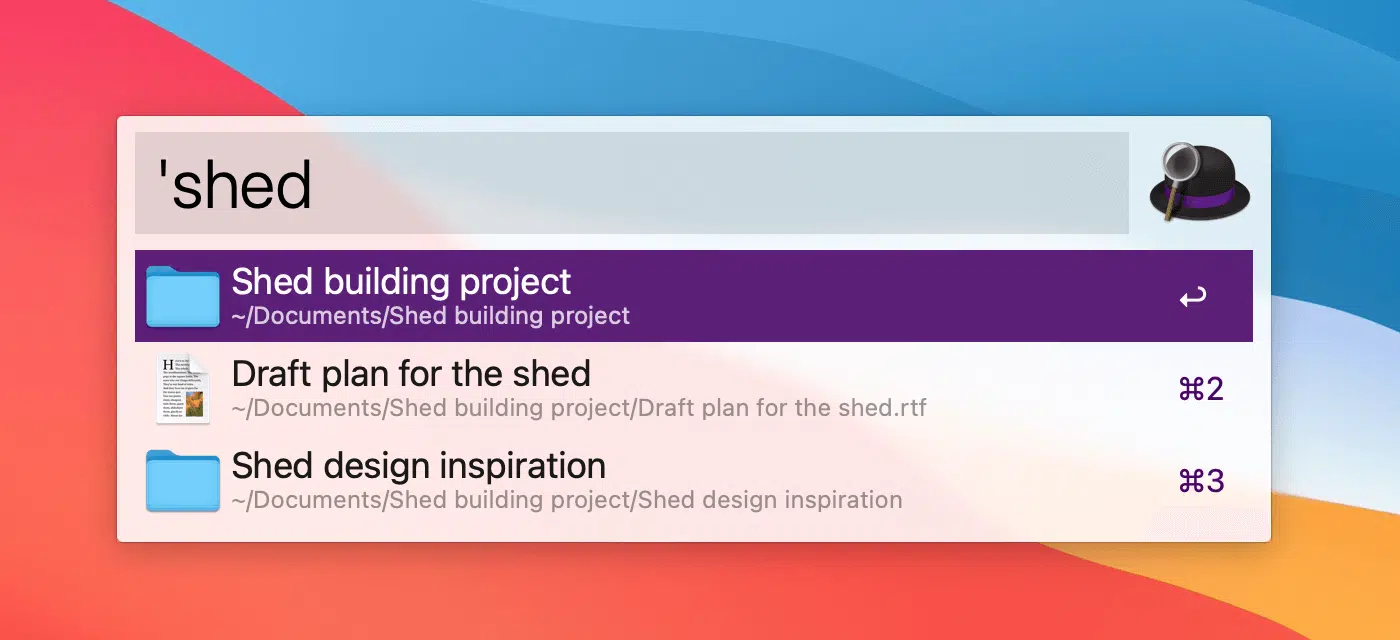 'shed
Shed building project
~/Documents/Shed building project
↩
Draft plan for the shed
~/Documents/Shed building project/Draft plan for the shed.rtf
⌘2
Shed design inspiration
~/Documents/Shed building project/Shed design inspiration
⌘3